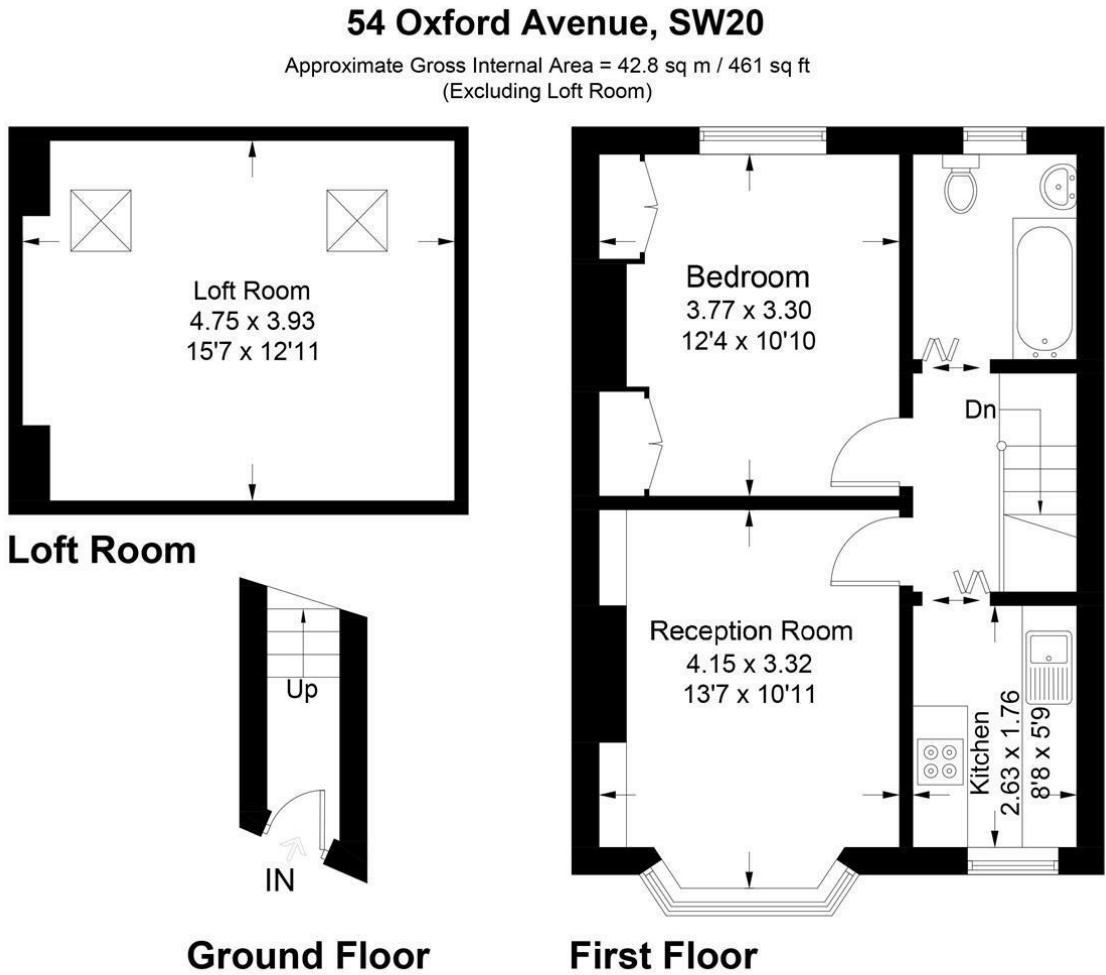 54 Oxford Avenue, SW20
Approximate Gross Internal Area = 42.8 sq m / 461 sq ft
(Excluding Loft Room)
Loft Room
4.75 x 3.93
15'7 x 12'11
Loft Room
Bedroom
3.77 x 3.30
12'4 x 10'10
Dn
Reception Room
4.15 x 3.32
13'7 x 10'11
Kitchen
2.63 x 1.76
8'8 x 5'9
Up
IN
Ground Floor
First Floor